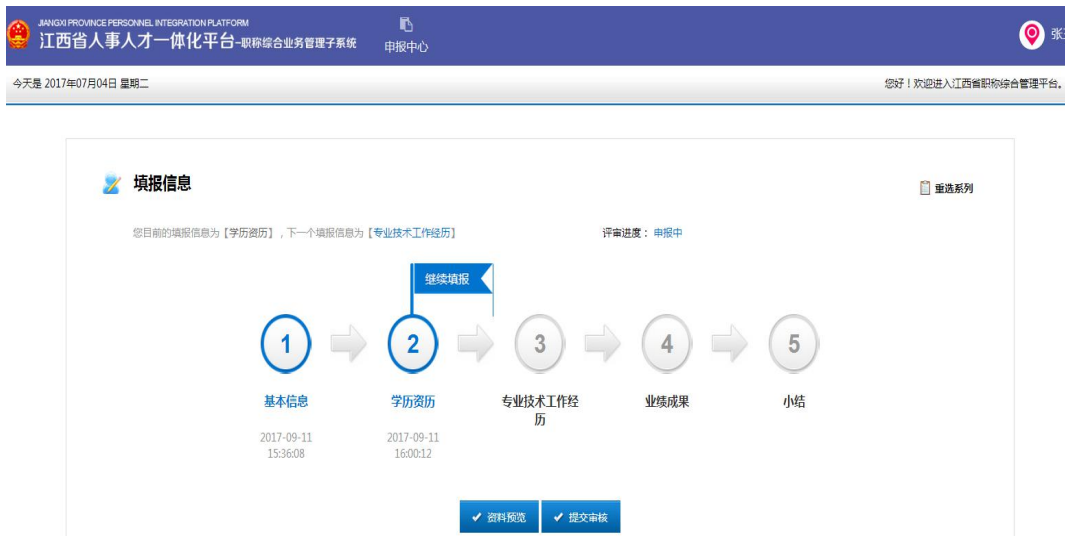 JIANGXI PROVINCE PERSONNEL INTEGRATION PLATFORM
江西省人事人才一体化平台-职称综合业务管理子系统
申报中心
张
今天是 2017年07月04日 星期二
您好！欢迎进入江西省职称综合管理平台。
填报信息
重选系列
您目前的填报信息为【学历资历】，下一个填报信息为【专业技术工作经历】
评审进度：申报中
继续填报
1
2
3
4
5
基本信息
学历资历
专业技术工作经
历
业绩成果
小结
2017-09-11
15:36:08
2017-09-11
16:00:12
资料预览
提交审核